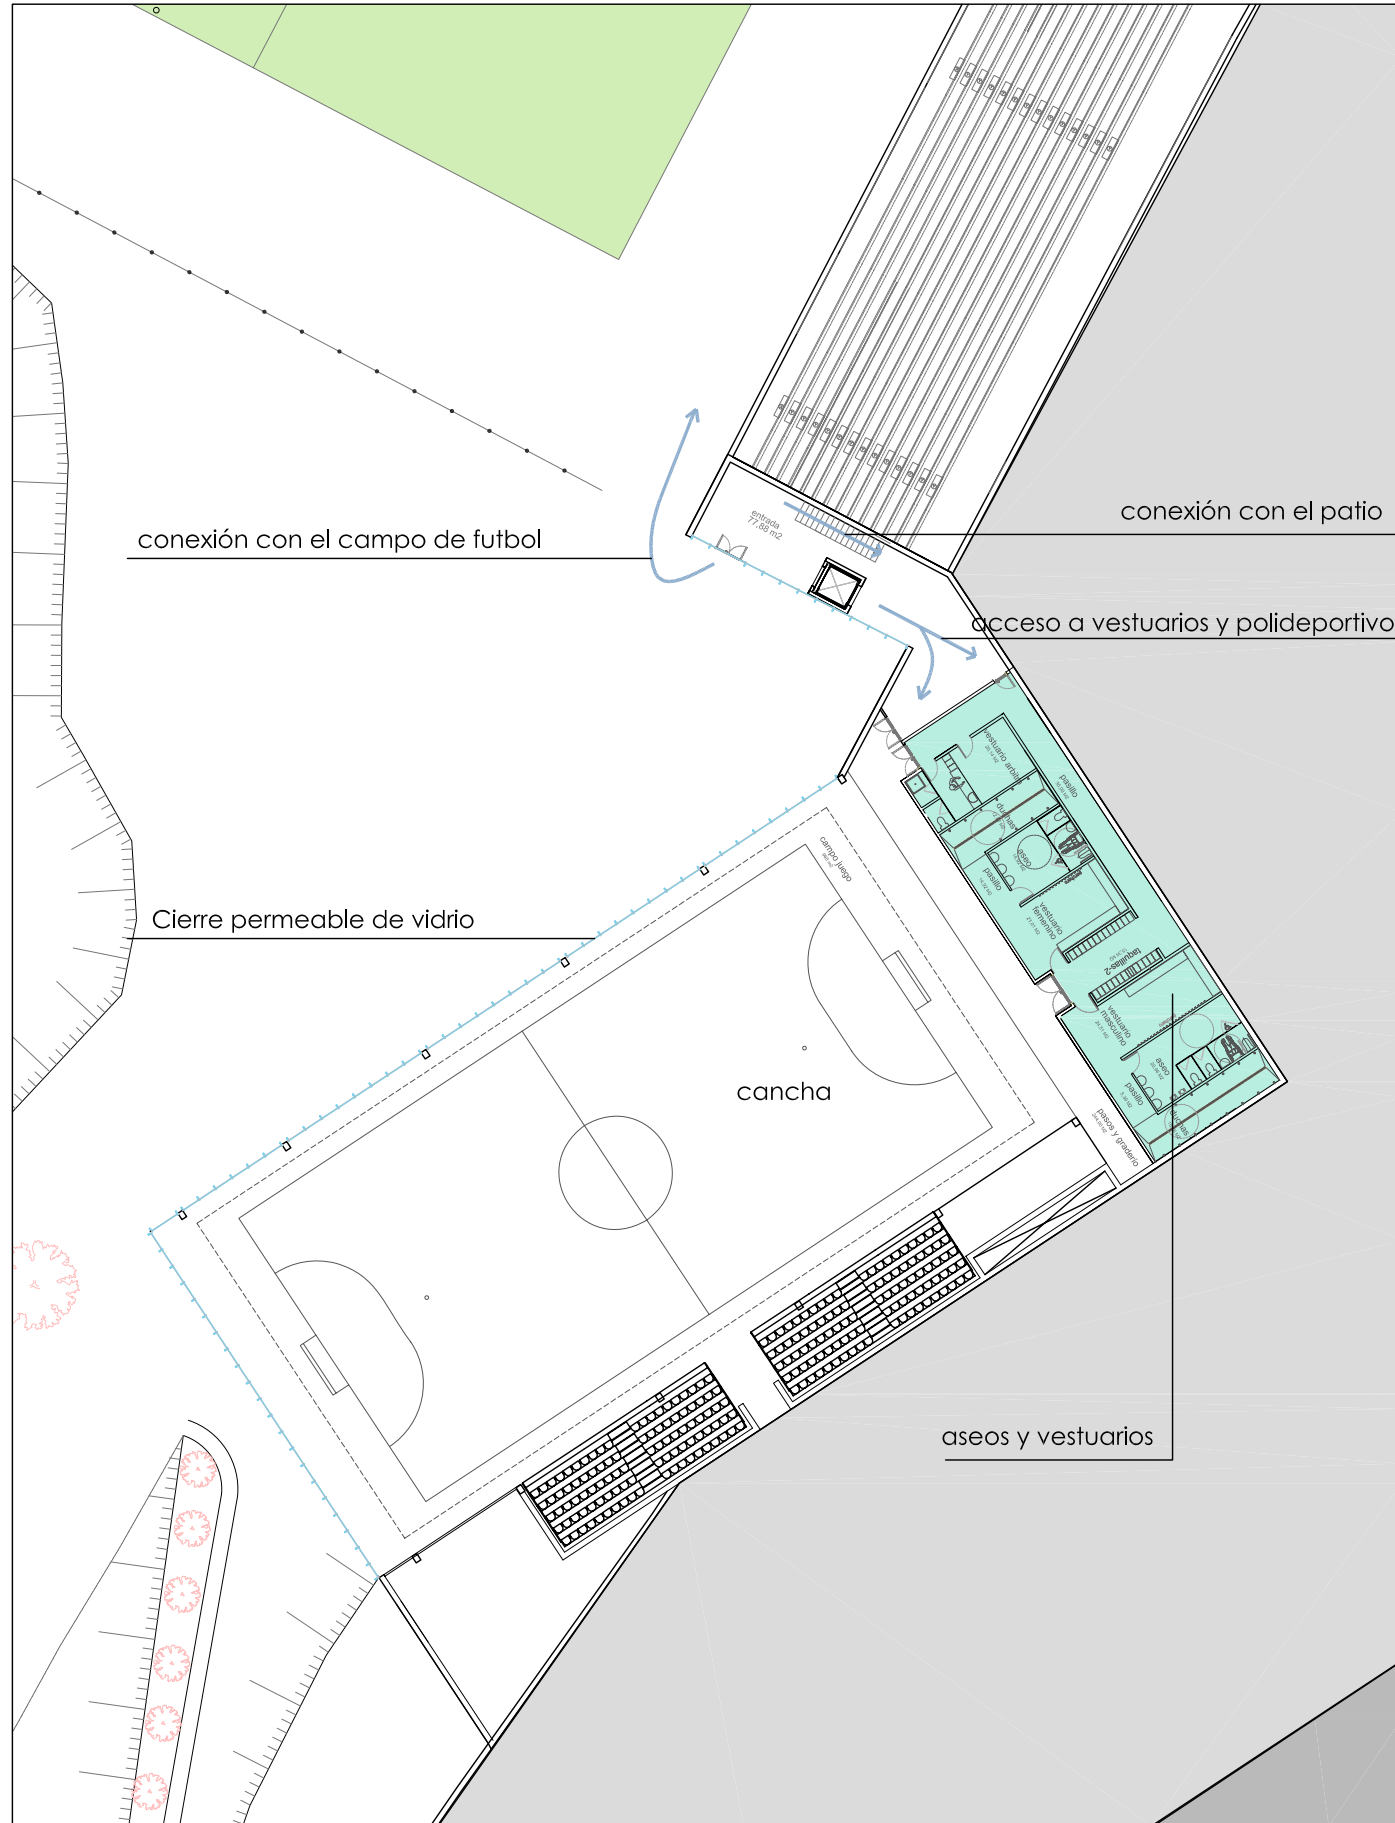 entrada
77,88 m2
conexión con el patio
conexión con el campo de futbol
acceso a vestuarios y polideportivo
vestuario arbitro
pasillo
duchas
aseo
pasillo
campo juego
vestuario
femenino
Cierre permeable de vidrio
taquillas-2
vestuario
masculino
aseo
pasillo
cancha
duchas
pasos y graderío
aseos y vestuarios